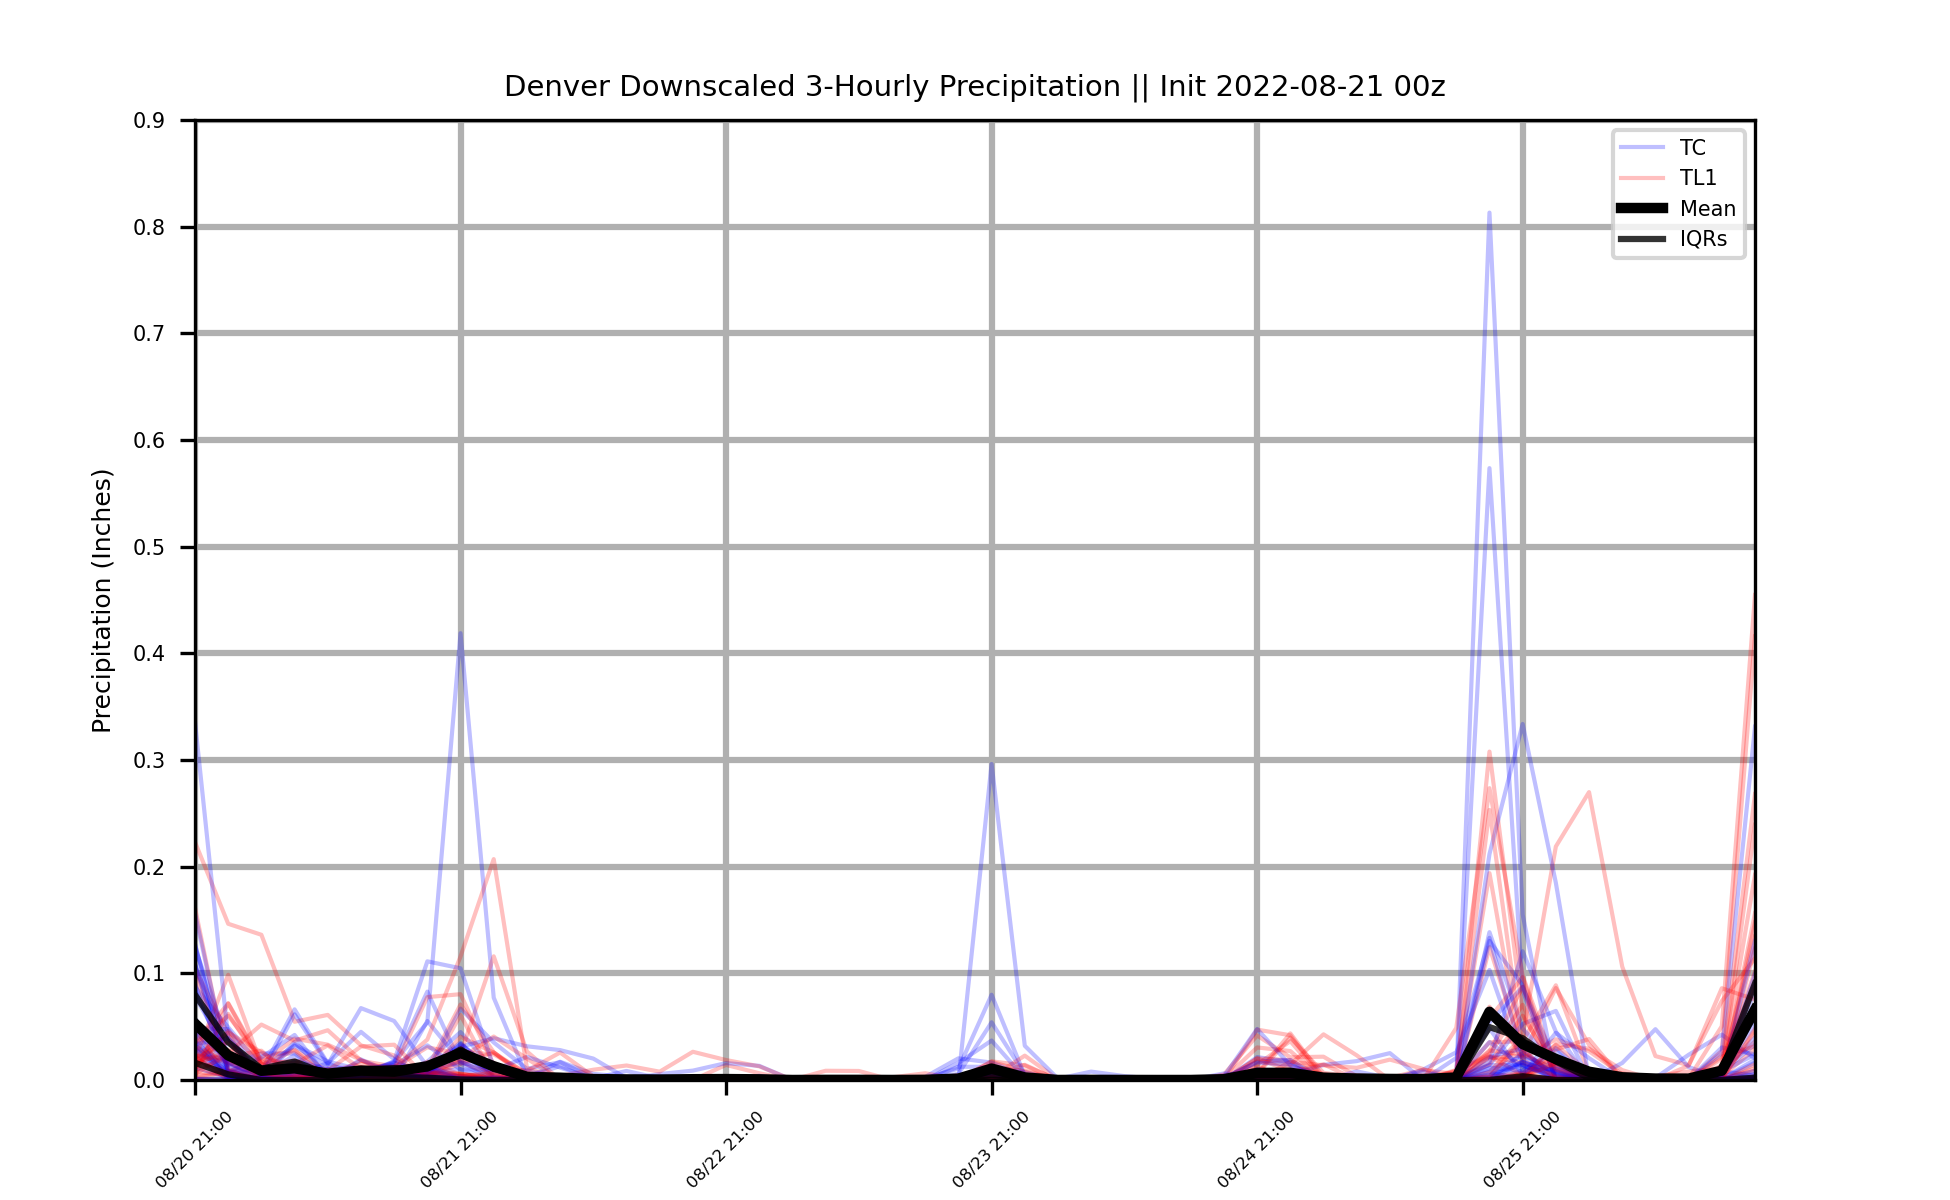 Denver Downscaled 3-Hourly Precipitation || Init 2022-08-21 00z
0.9
0.8
0.7
0.6
0.5
0.4
0.3
0.2
0.1
0.0
Precipitation (Inches)
TC
TL1
Mean
IQRs
08/20 21:00
08/21 21:00
08/22 21:00
08/23 21:00
08/24 21:00
08/25 21:00